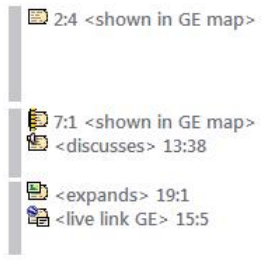 2:4 <shown in GE map>
7:1 <shown in GE map>
<discusses> 13:38
<expands> 19:1
<live link GE> 15:5